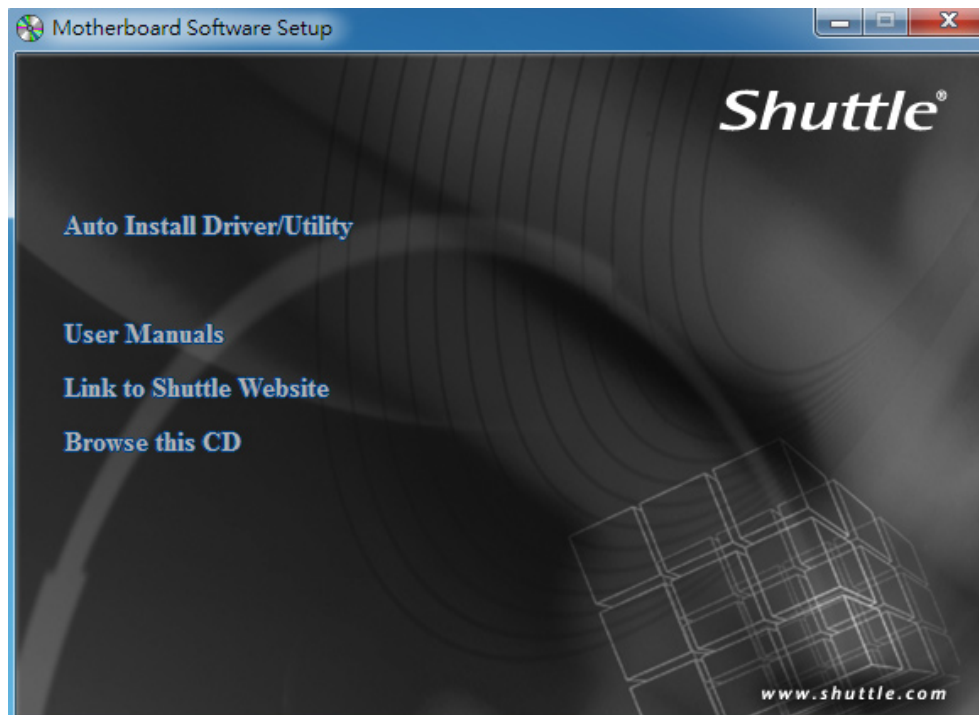 Motherboard Software Setup
Shuttle®
Auto Install Driver/Utility
User Manuals
Link to Shuttle Website
Browse this CD
www.shuttle.com